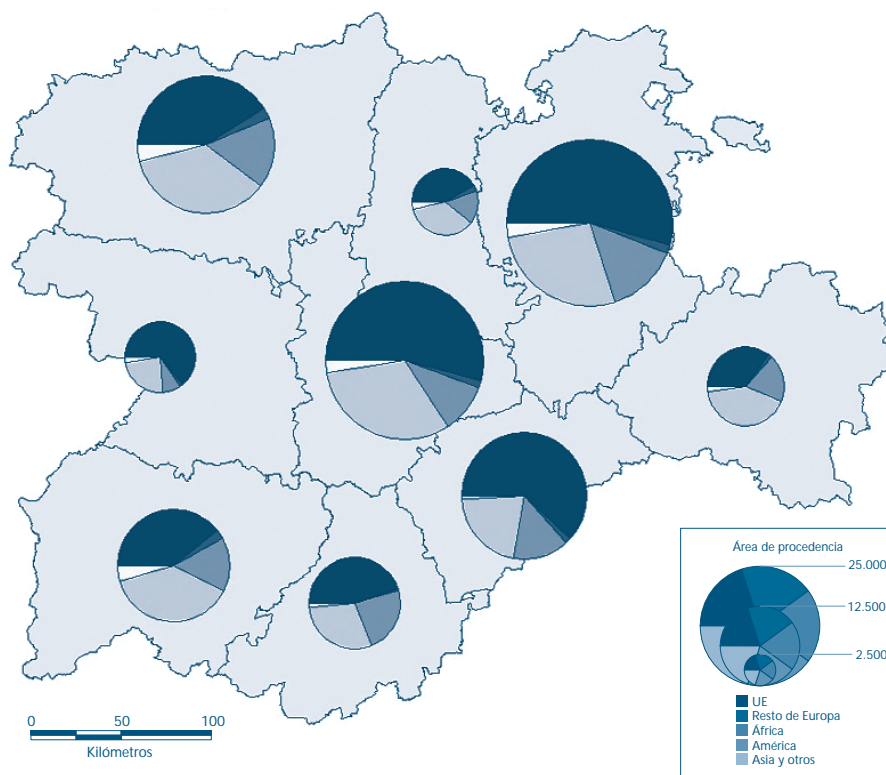 Área de procedencia
25.000
12.500
2.500
UE
Resto de Europa
África
América
Asia y otros
0 50 100
Kilómetros